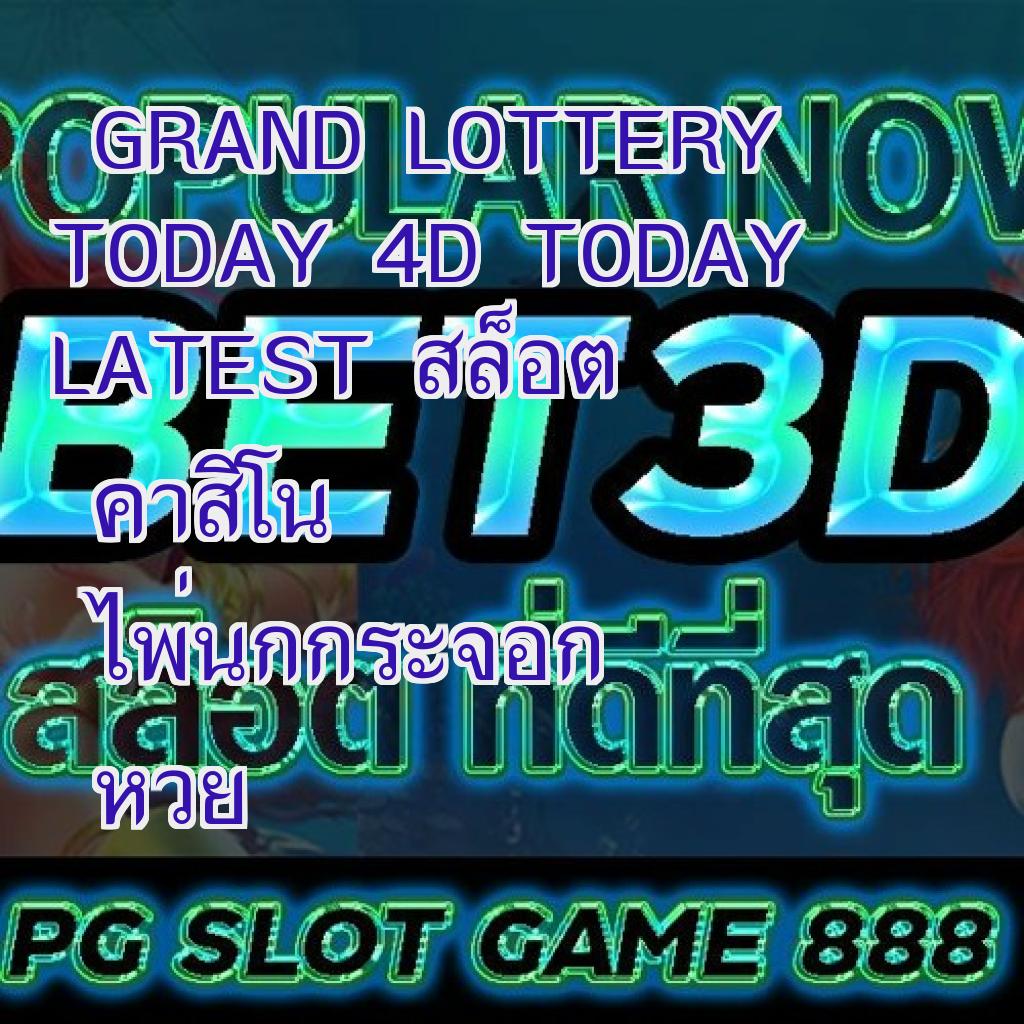 POPULAR NOW
GRAND LOTTERY
TODAY 4D TODAY
LATEST สล็อต
BET3D
คาสิโน
ไพ่นกกระจอก
สล็อต ที่ดีที่สุด
หวย
PG SLOT GAME 888